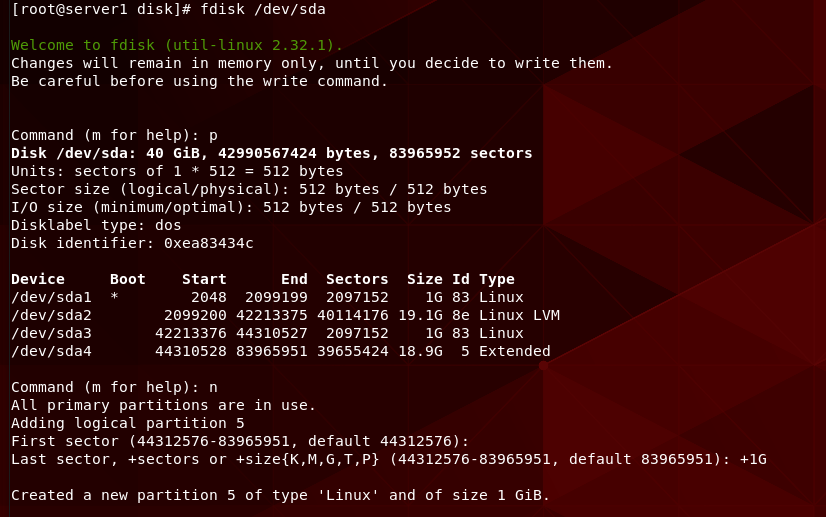 [root@server1 disk]# fdisk /dev/sda
Welcome to fdisk (util-linux 2.32.1).
Changes will remain in memory only, until you decide to write them.
Be careful before using the write command.
Command (m for help): p
Disk /dev/sda: 40 GiB, 42990567424 bytes, 83965952 sectors
Units: sectors of 1 * 512 = 512 bytes
Sector size (logical/physical): 512 bytes / 512 bytes
I/O size (minimum/optimal): 512 bytes / 512 bytes
Disklabel type: dos
Disk identifier: 0xea83434c
Device     Boot    Start      End  Sectors  Size Id Type
/dev/sda1  *        2048  2099199  2097152    1G 83 Linux
/dev/sda2        2099200 42213375 40114176 19.1G 8e Linux LVM
/dev/sda3       42213376 44310527  2097152    1G 83 Linux
/dev/sda4       44310528 83965951 39655424 18.9G  5 Extended
Command (m for help): n
All primary partitions are in use.
Adding logical partition 5
First sector (44312576-83965951, default 44312576):
Last sector, +sectors or +size{K,M,G,T,P} (44312576-83965951, default 83965951): +1G
Created a new partition 5 of type 'Linux' and of size 1 GiB.